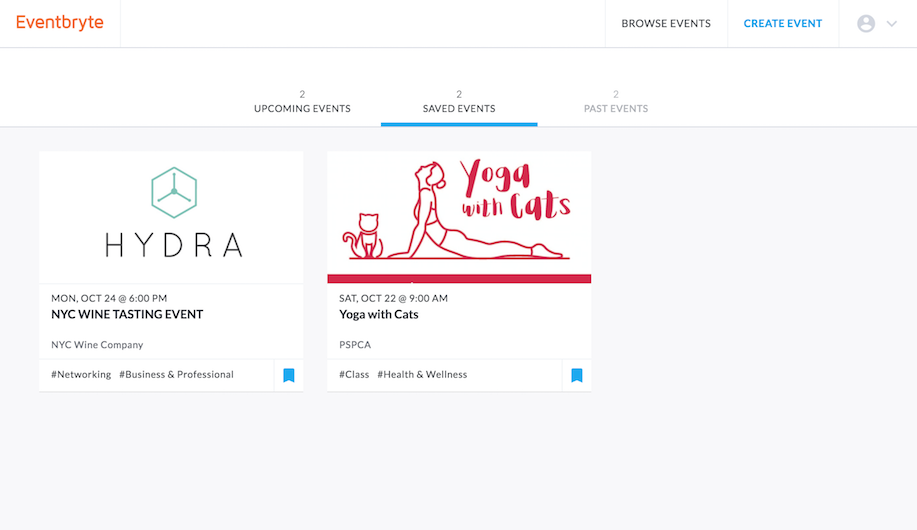 Eventbryte
BROWSE EVENTS
CREATE EVENT
2
UPCOMING EVENTS
2
SAVED EVENTS
2
PAST EVENTS
HYDRA
MON, OCT 24 @ 6:00 PM
NYC WINE TASTING EVENT
NYC Wine Company
#Networking #Business & Professional
Yoga
with Cats
SAT, OCT 22 @ 9:00 AM
Yoga with Cats
PSPCA
#Class #Health & Wellness